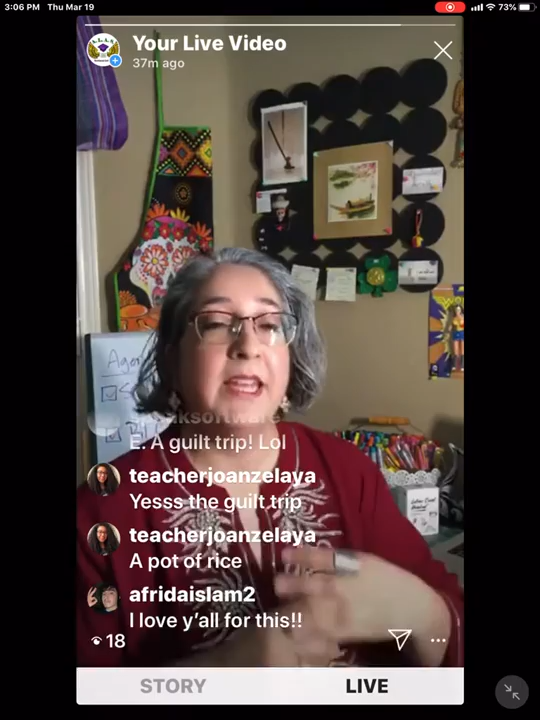 3:06 PM Thu Mar 19
73%
Your Live Video
37m ago
E. A guilt trip! Lol
teacherjoanzelaya
Yesss the guilt trip
teacherjoanzelaya
A pot of rice
afridaislam2
I love y'all for this!!
18
STORY LIVE